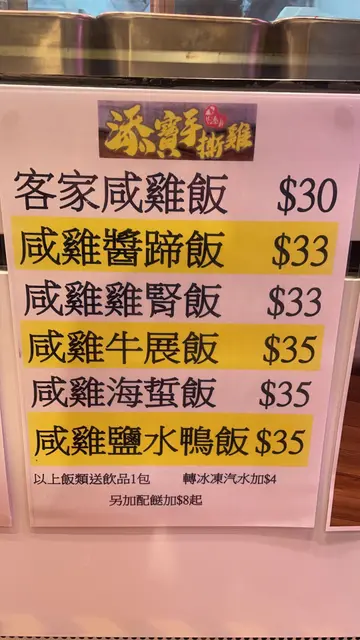 添寶手撕雞
客家咸雞飯 $30
咸雞醬蹄飯 $33
咸雞雞腎飯 $33
咸雞牛展飯 $35
咸雞海蜇飯 $35
咸雞鹽水鴨飯 $35
以上飯類送飲品1包 轉冰凍汽水加$4
另加配餸加$8起